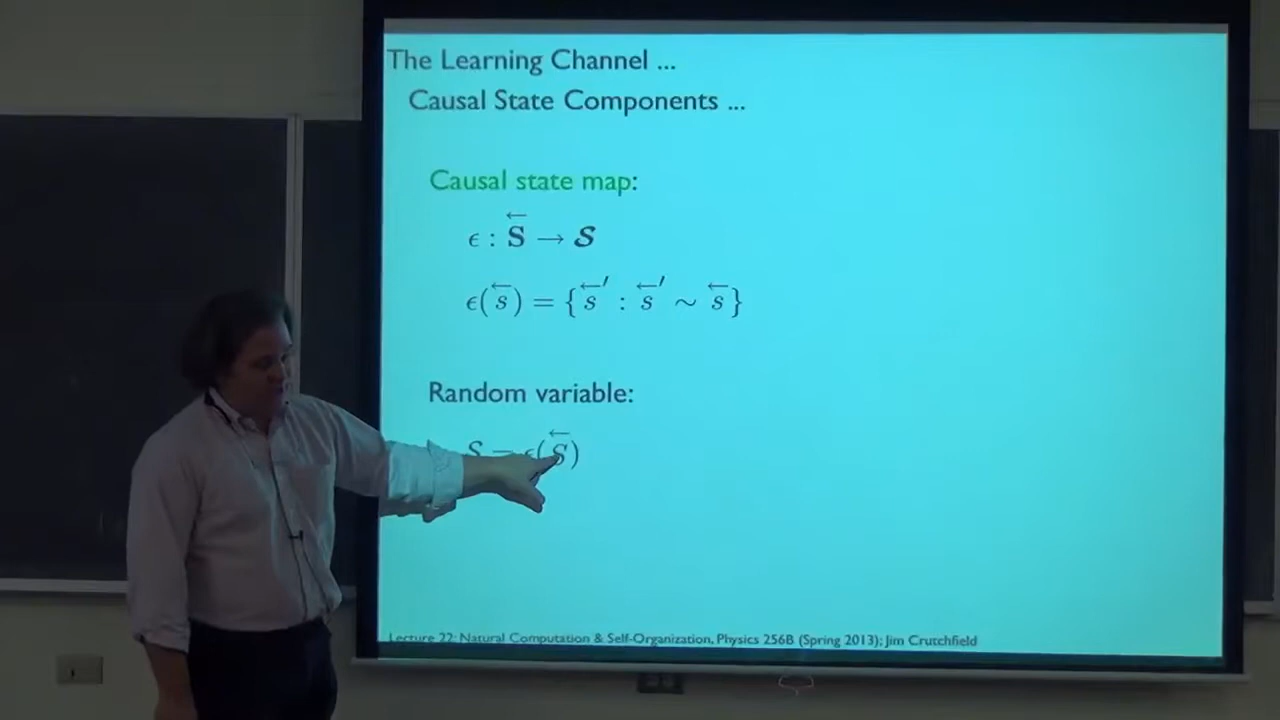 The Learning Channel ...
Causal State Components ...
Causal state map:
ϵ : S⃖ → 𝓢
ϵ(s⃖) = {s⃖′ : s⃖′ ∼ s⃖}
Random variable:
S = ϵ(S⃖)
Lecture 22: Natural Computation & Self-Organization, Physics 256B (Spring 2013); Jim Crutchfield